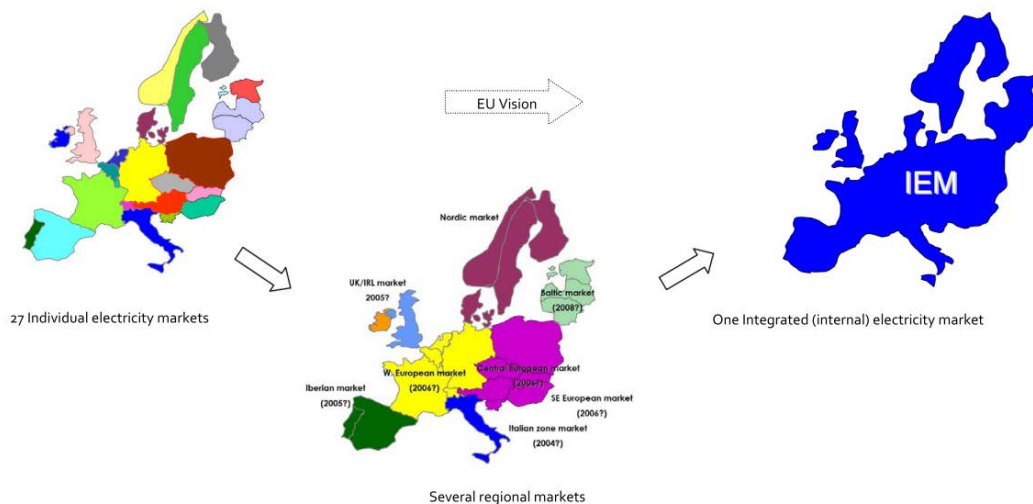 EU Vision
IEM
Nordic market
UK/IRL market
2005?
Baltic market
(2008?)
27 Individual electricity markets
One Integrated (internal) electricity market
W. European market
(2006?)
Central European market
(2006?)
Iberian market
(2005?)
SE European market
(2006?)
Italian zone market
(2004?)
Several regional markets